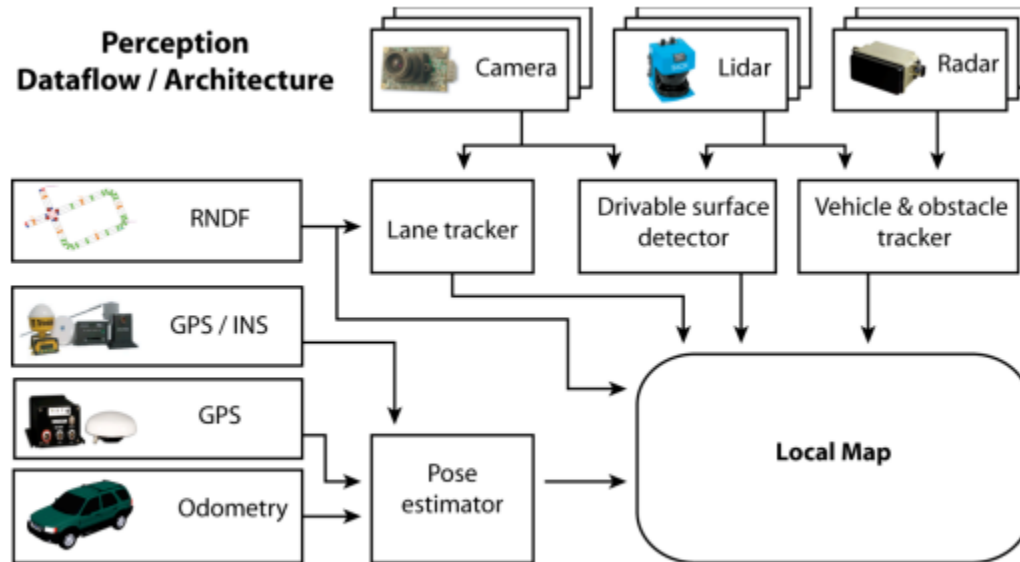 Perception
Dataflow / Architecture
Camera
Lidar
Radar
RNDF
Lane tracker
Drivable surface
detector
Vehicle & obstacle
tracker
GPS / INS
GPS
Odometry
Pose
estimator
Local Map